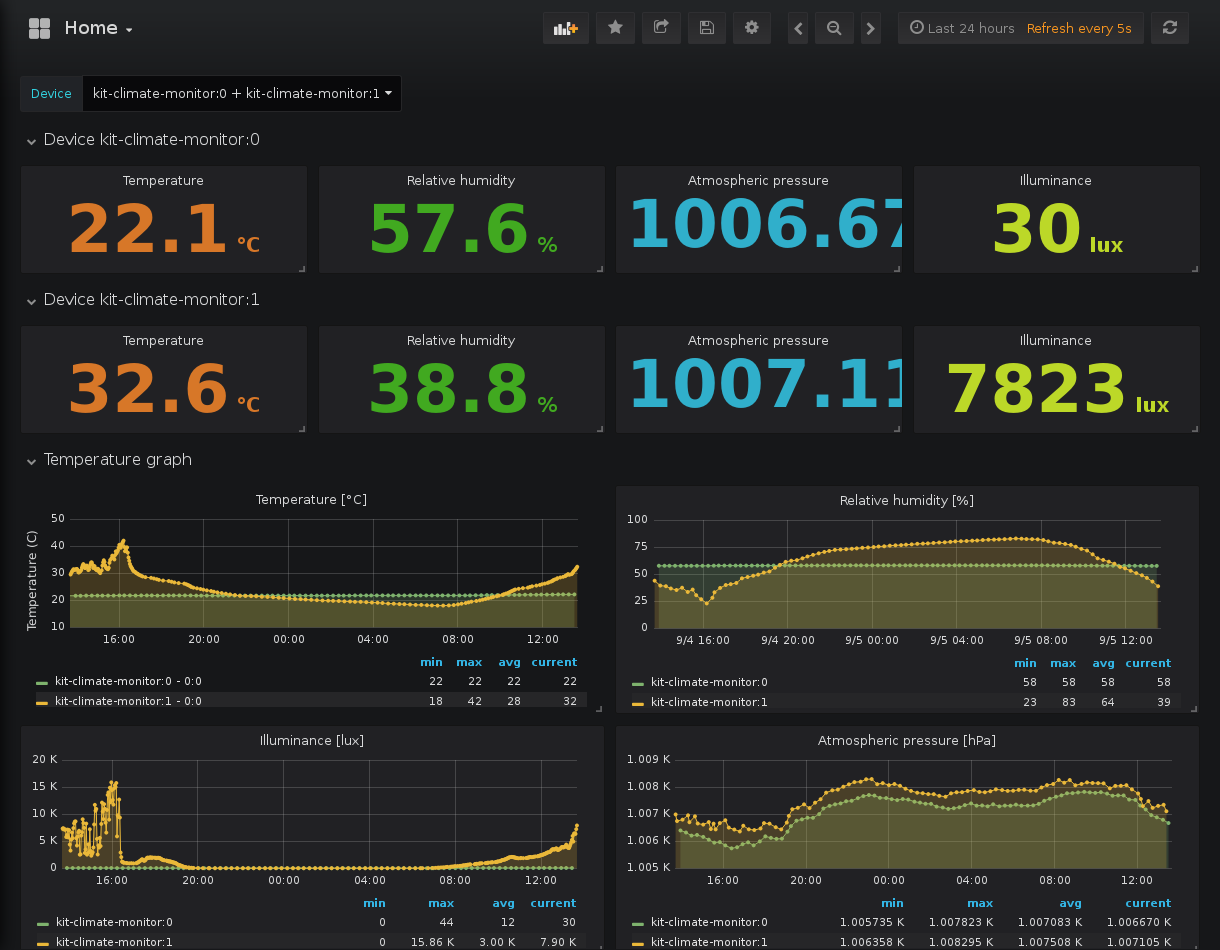 Home
Last 24 hours Refresh every 5s
Device kit-climate-monitor:0 + kit-climate-monitor:1
Device kit-climate-monitor:0
Temperature Relative humidity Atmospheric pressure Illuminance
22.1 °C 57.6 % 1006.67 30 lux
Device kit-climate-monitor:1
Temperature Relative humidity Atmospheric pressure Illuminance
32.6 °C 38.8 % 1007.11 7823 lux
Temperature graph
Temperature [°C]
Temperature (C)
50
40
30
20
10
16:00 20:00 00:00 04:00 08:00 12:00
min max avg current
kit-climate-monitor:0 - 0:0 22 22 22 22
kit-climate-monitor:1 - 0:0 18 42 28 32
Relative humidity [%]
100
75
50
25
0
9/4 16:00 9/4 20:00 9/5 00:00 9/5 04:00 9/5 08:00 9/5 12:00
min max avg current
kit-climate-monitor:0 58 58 58 58
kit-climate-monitor:1 23 83 64 39
Illuminance [lux]
20 K
15 K
10 K
5 K
0
16:00 20:00 00:00 04:00 08:00 12:00
min max avg current
kit-climate-monitor:0 0 44 12 30
kit-climate-monitor:1 0 15.86 K 3.00 K 7.90 K
Atmospheric pressure [hPa]
1.009 K
1.008 K
1.007 K
1.006 K
1.005 K
16:00 20:00 00:00 04:00 08:00 12:00
min max avg current
kit-climate-monitor:0 1.005735 K 1.007823 K 1.007083 K 1.006670 K
kit-climate-monitor:1 1.006358 K 1.008295 K 1.007508 K 1.007105 K